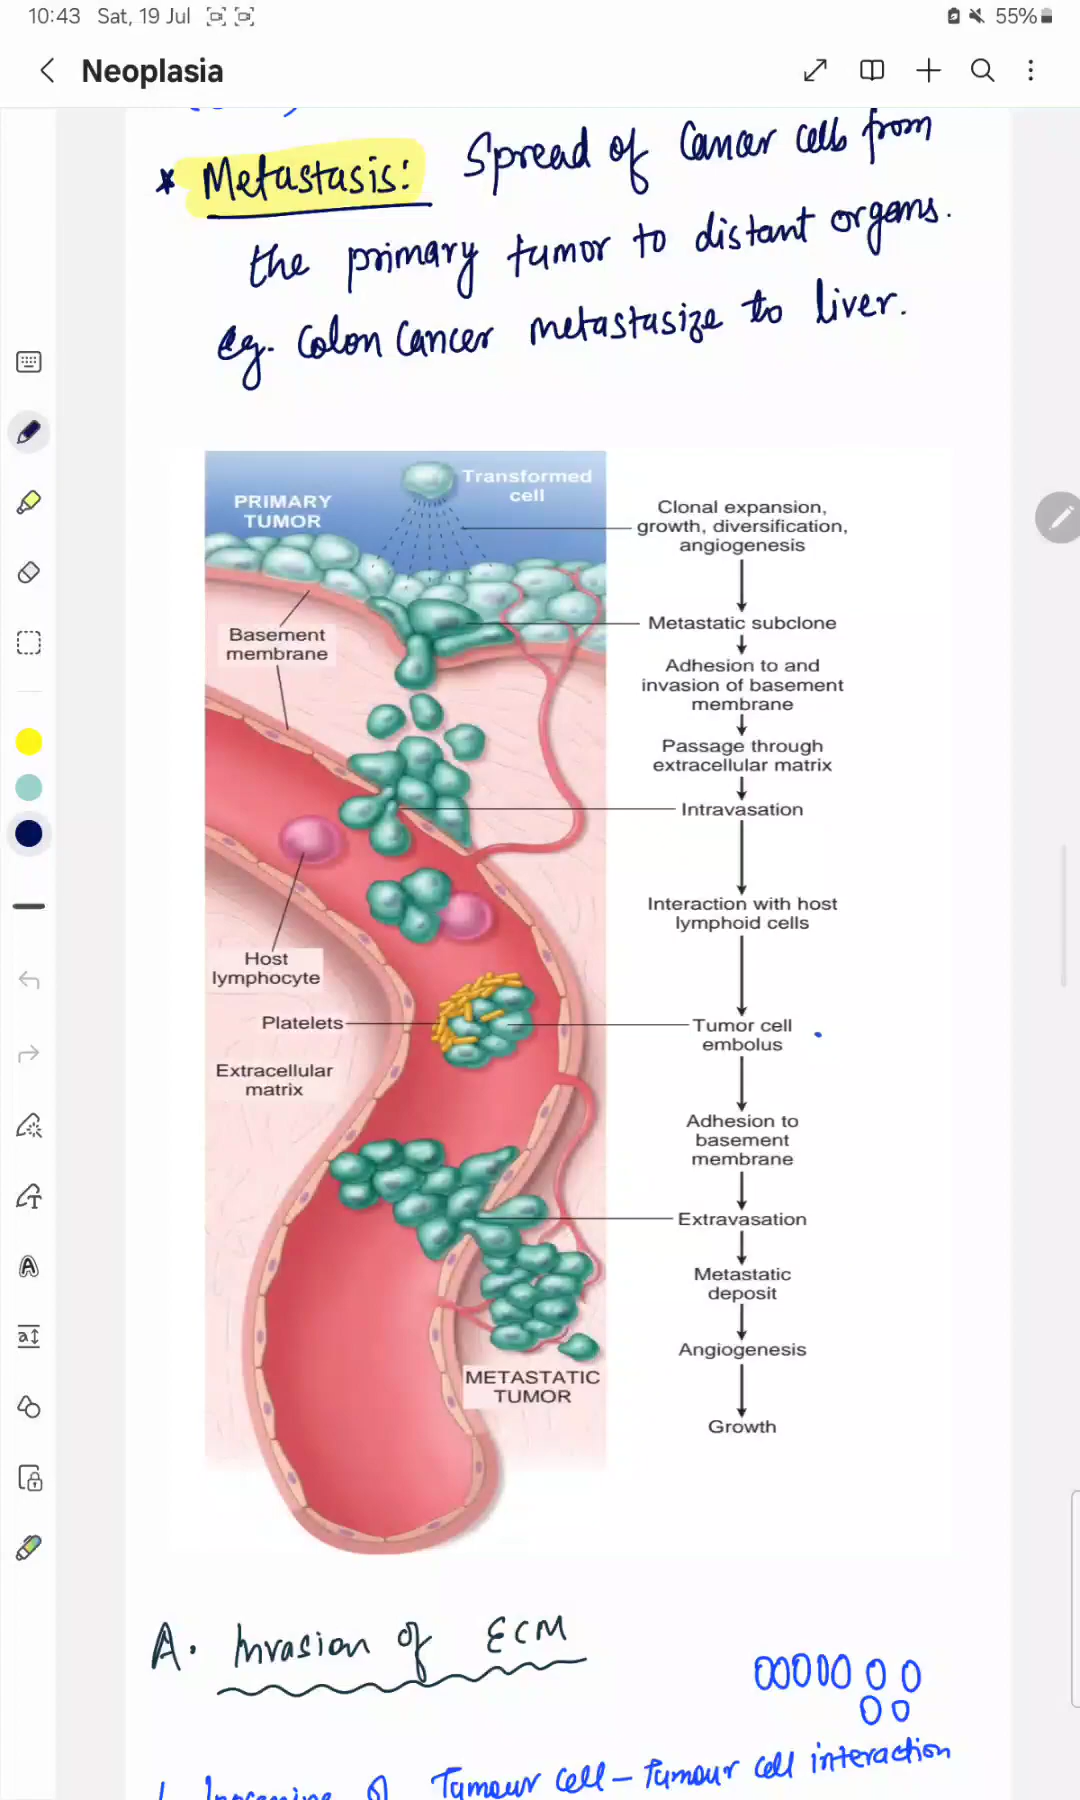 10:43 Sat, 19 Jul 55%
Neoplasia
* Metastasis: Spread of Cancer cells from
the primary tumor to distant organs.
eg. Colon Cancer metastasize to liver.
PRIMARY
TUMOR
Transformed
cell
Clonal expansion,
growth, diversification,
angiogenesis
Basement
membrane
Metastatic subclone
Adhesion to and
invasion of basement
membrane
Passage through
extracellular matrix
Intravasation
Interaction with host
lymphoid cells
Host
lymphocyte
Platelets
Tumor cell
embolus
Extracellular
matrix
Adhesion to
basement
membrane
Extravasation
Metastatic
deposit
Angiogenesis
METASTATIC
TUMOR
Growth
A. Invasion of ECM
Tumour cell - tumour cell interaction